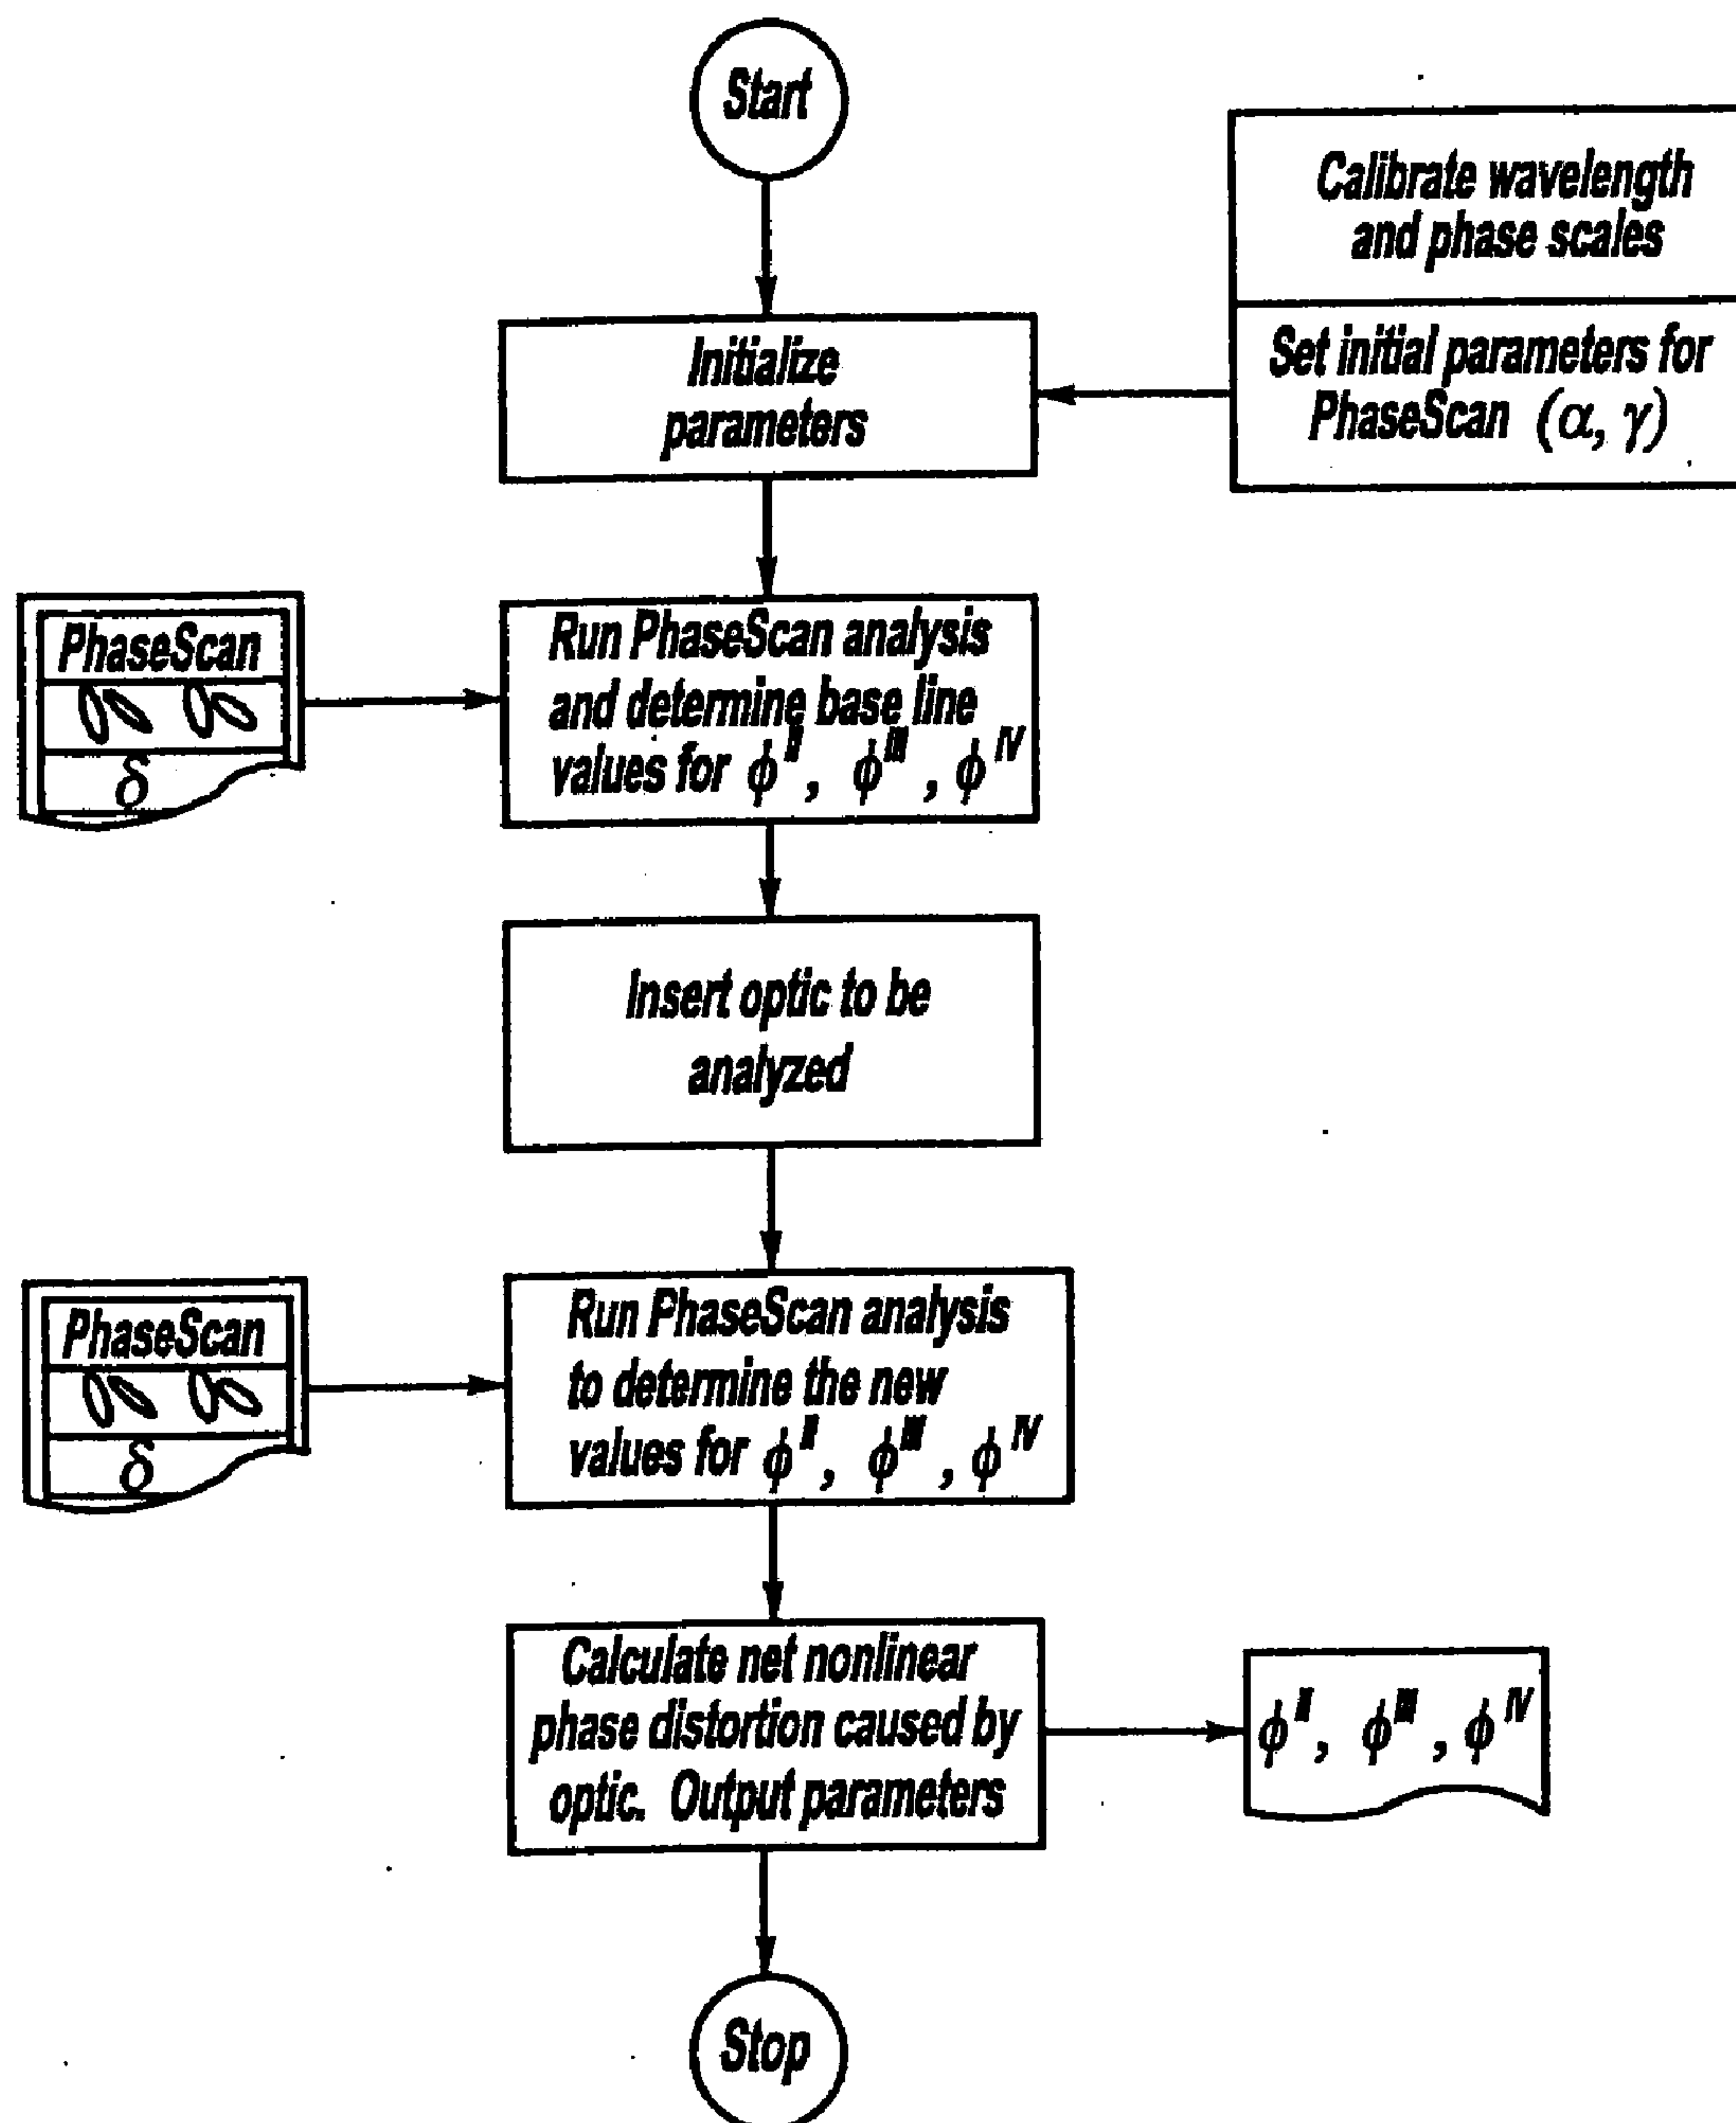 Start
Calibrate wavelength
and phase scales
Set initial parameters for
PhaseScan (α, γ)
Initialize
parameters
PhaseScan
δ
Run PhaseScan analysis
and determine base line
values for ϕ^II, ϕ^III, ϕ^IV
Insert optic to be
analyzed
PhaseScan
δ
Run PhaseScan analysis
to determine the new
values for ϕ^II, ϕ^III, ϕ^IV
Calculate net nonlinear
phase distortion caused by
optic. Output parameters
ϕ^II, ϕ^III, ϕ^IV
Stop